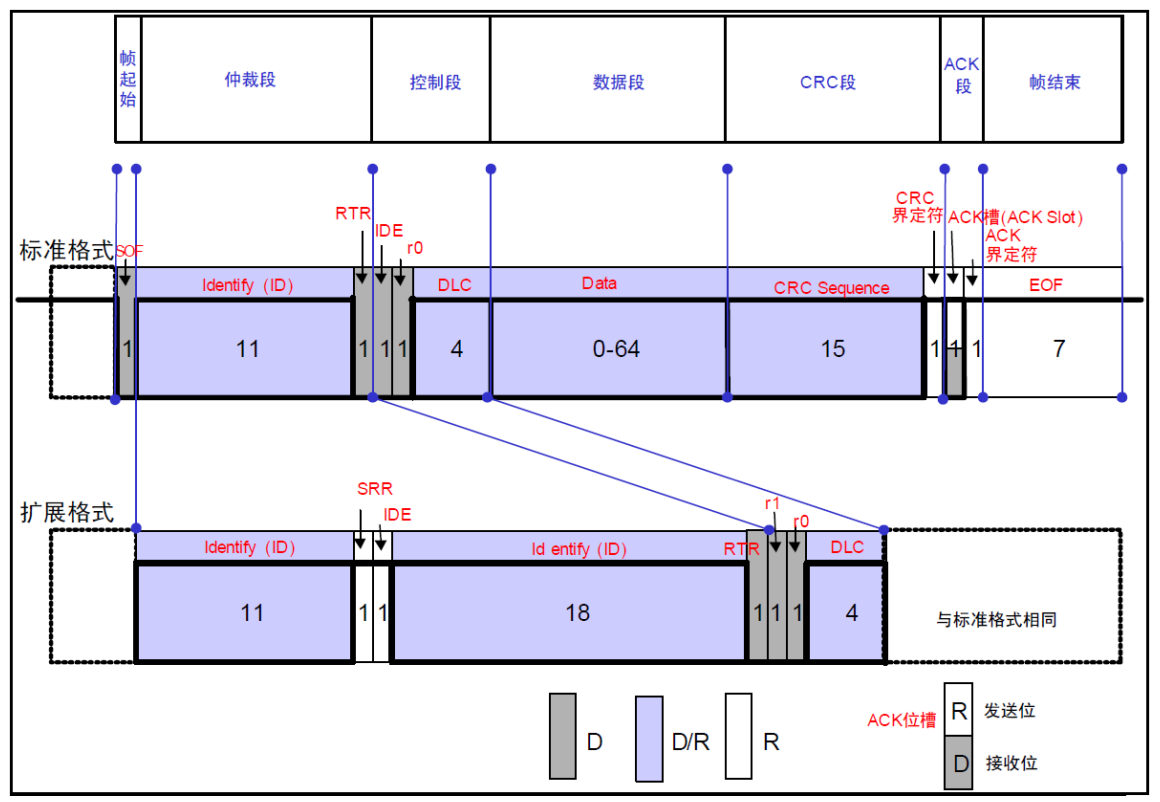 帧起始
仲裁段
控制段
数据段
CRC段
ACK段
帧结束
RTR
IDE
r0
CRC
界定符
ACK槽(ACK Slot)
ACK
界定符
标准格式
SOF
Identify (ID)
DLC
Data
CRC Sequence
EOF
1
11
1
1
1
4
0-64
15
1
1
1
7
扩展格式
SRR
IDE
r1
r0
Identify (ID)
Id entify (ID)
RTR
DLC
11
1
1
18
1
1
1
4
与标准格式相同
D
D/R
R
ACK位槽
R
发送位
D
接收位